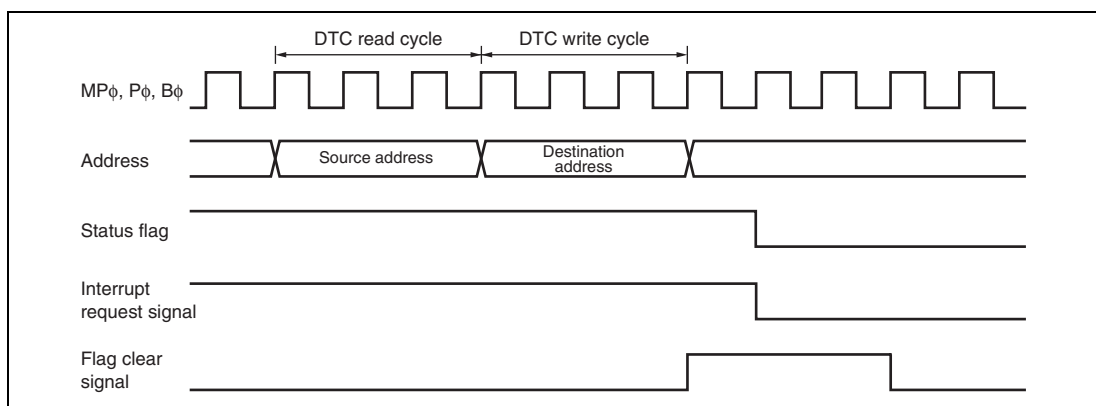 DTC read cycle
DTC write cycle
MPϕ, Pϕ, Bϕ
Address
Source address
Destination
address
Status flag
Interrupt
request signal
Flag clear
signal